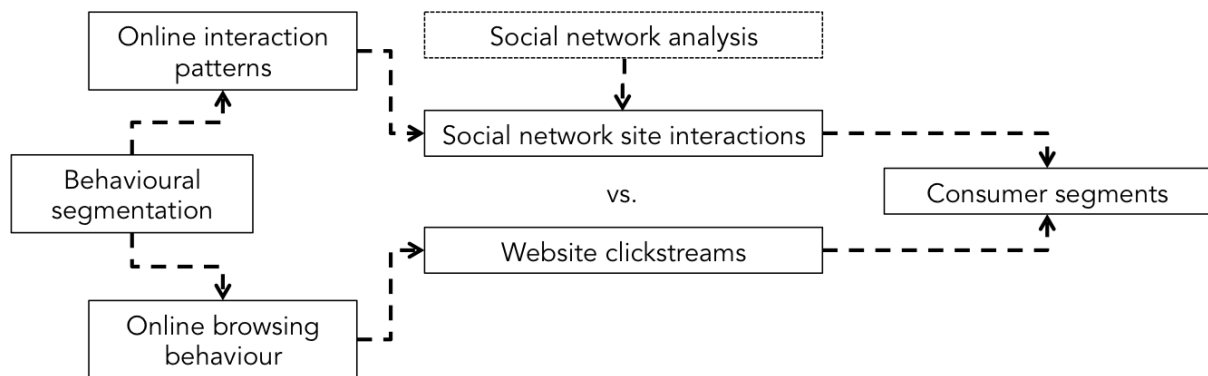 Online interaction
patterns
Social network analysis
Social network site interactions
Behavioural
segmentation
vs.
Consumer segments
Website clickstreams
Online browsing
behaviour